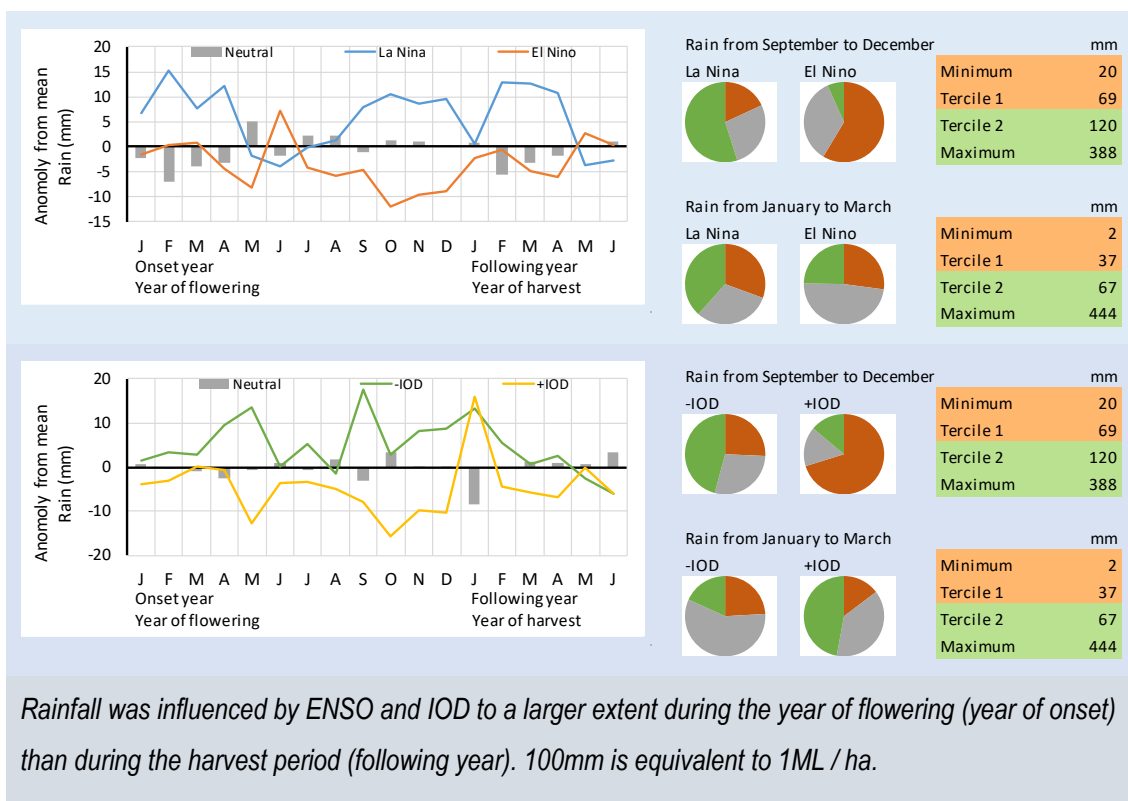 20
15
10
5
0
-5
-10
-15
Anomoly from mean
Rain (mm)
Neutral La Nina El Nino
J F M A M J J A S O N D J F M A M J
Onset year Following year
Year of flowering Year of harvest
Rain from September to December mm
La Nina El Nino
Minimum 20
Tercile 1 69
Tercile 2 120
Maximum 388
Rain from January to March mm
La Nina El Nino
Minimum 2
Tercile 1 37
Tercile 2 67
Maximum 444
20
10
0
-10
-20
Anomoly from mean
Rain (mm)
Neutral -IOD +IOD
J F M A M J J A S O N D J F M A M J
Onset year Following year
Year of flowering Year of harvest
Rain from September to December mm
-IOD +IOD
Minimum 20
Tercile 1 69
Tercile 2 120
Maximum 388
Rain from January to March mm
-IOD +IOD
Minimum 2
Tercile 1 37
Tercile 2 67
Maximum 444
Rainfall was influenced by ENSO and IOD to a larger extent during the year of flowering (year of onset)
than during the harvest period (following year). 100mm is equivalent to 1ML / ha.